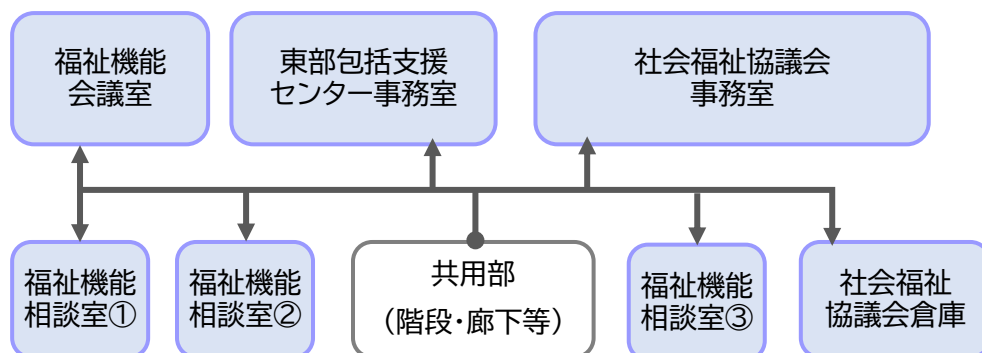 福祉機能
会議室
東部包括支援
センター事務室
社会福祉協議会
事務室
福祉機能
相談室①
福祉機能
相談室②
共用部
（階段・廊下等）
福祉機能
相談室③
社会福祉
協議会倉庫